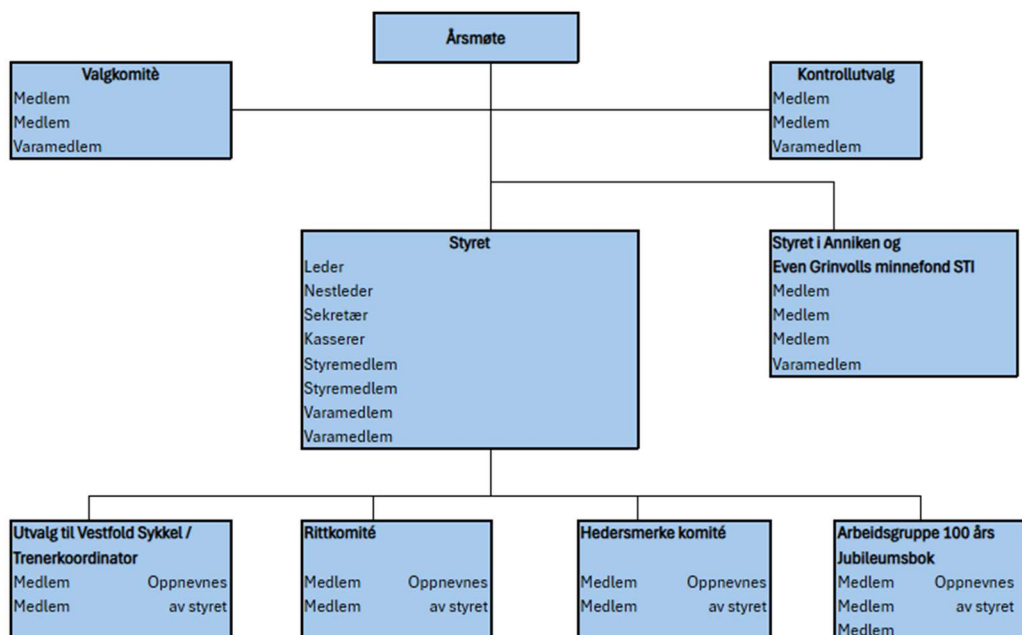 Årsmøte
Valgkomitè
Medlem
Medlem
Varamedlem
Kontrollutvalg
Medlem
Medlem
Varamedlem
Styret
Leder
Nestleder
Sekretær
Kasserer
Styremedlem
Styremedlem
Varamedlem
Varamedlem
Styret i Anniken og
Even Grinvolls minnefond STI
Medlem
Medlem
Medlem
Varamedlem
Utvalg til Vestfold Sykkel /
Trenerkoordinator
Medlem Oppnevnes
Medlem av styret
Rittkomité
Medlem Oppnevnes
Medlem av styret
Hedersmerke komité
Medlem Oppnevnes
Medlem av styret
Arbeidsgruppe 100 års
Jubileumsbok
Medlem Oppnevnes
Medlem av styret
Medlem